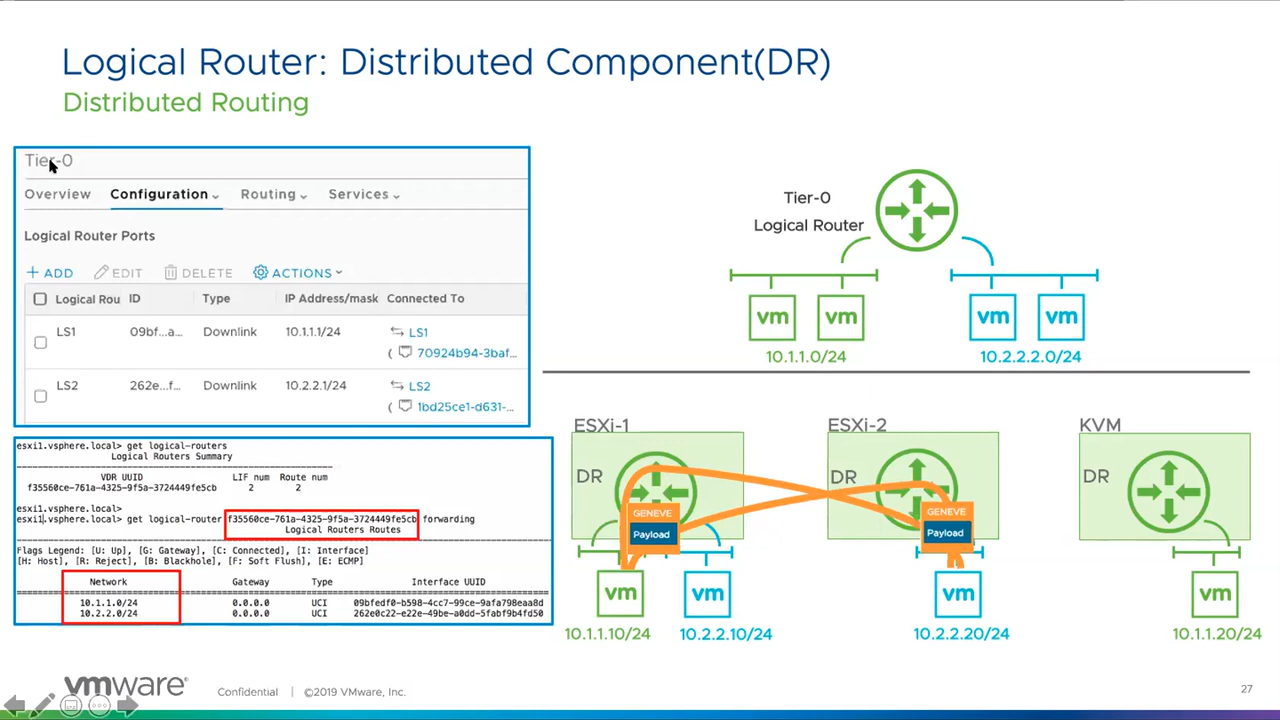 Logical Router: Distributed Component(DR)
Distributed Routing
Tier-0
Overview Configuration Routing Services
Logical Router Ports
+ ADD EDIT DELETE ACTIONS
Logical Rou ID Type IP Address/mask Connected To
LS1 09bf...a... Downlink 10.1.1.1/24 LS1
( 70924b94-3baf...
LS2 262e...f... Downlink 10.2.2.1/24 LS2
( 1bd25ce1-d631-...
esxi1.vsphere.local> get logical-routers
Logical Routers Summary
VDR UUID LIF num Route num
f35560ce-761a-4325-9f5a-3724449fe5cb 2 2
esxi1.vsphere.local>
esxi1.vsphere.local> get logical-router f35560ce-761a-4325-9f5a-3724449fe5cb forwarding
Logical Routers Routes
Flags Legend: [U: Up], [G: Gateway], [C: Connected], [I: Interface]
[H: Host], [R: Reject], [B: Blackhole], [F: Soft Flush], [E: ECMP]
Network Gateway Type Interface UUID
10.1.1.0/24 0.0.0.0 UCI 09bfedf0-b598-4cc7-99ce-9afa798eaa8d
10.2.2.0/24 0.0.0.0 UCI 262e0c22-e22e-49be-a0dd-5fabf9b4fd50
Tier-0
Logical Router
vm vm vm vm
10.1.1.0/24 10.2.2.2.0/24
ESXi-1 ESXi-2 KVM
DR DR DR
GENEVE GENEVE
Payload Payload
vm vm vm vm
10.1.1.10/24 10.2.2.10/24 10.2.2.20/24 10.1.1.20/24
vmware® Confidential | ©2019 VMware, Inc. 27